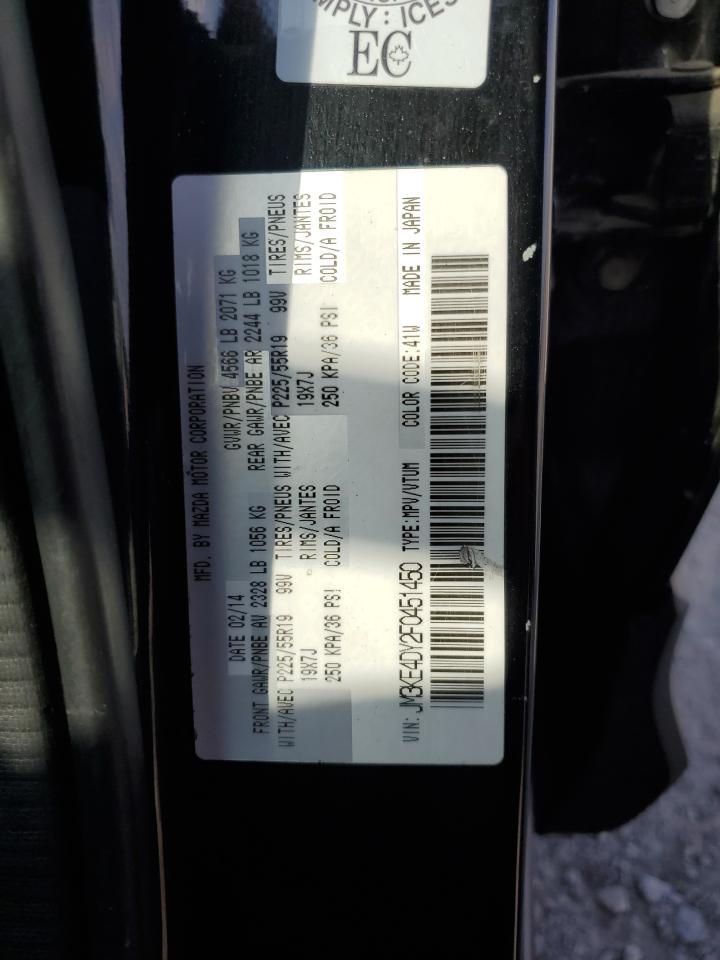 MPLY: ICES
EC
MFD. BY MAZDA MOTOR CORPORATION
DATE 02/14 GVWR/PNBV 4566 LB 2071 KG
FRONT GAWR/PNBE AV 2328 LB 1056 KG REAR GAWR/PNBE AR 2244 LB 1018 KG
WITH/AVEC P225/55R19 99V TIRES/PNEUS WITH/AVEC P225/55R19 99V TIRES/PNEUS
19X7J RIMS/JANTES 19X7J RIMS/JANTES
250 KPA/36 PSI COLD/A FROID 250 KPA/36 PSI COLD/A FROID
VIN: JM3KE4DY2F0451450 TYPE:MPV/VTUM COLOR CODE:41W MADE IN JAPAN